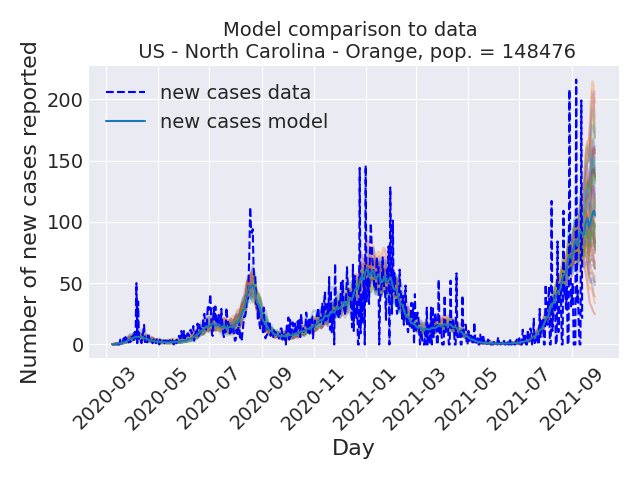 Model comparison to data
US - North Carolina - Orange, pop. = 148476
Number of new cases reported
200
150
100
50
0
new cases data
new cases model
2020-03
2020-05
2020-07
2020-09
2020-11
2021-01
2021-03
2021-05
2021-07
2021-09
Day